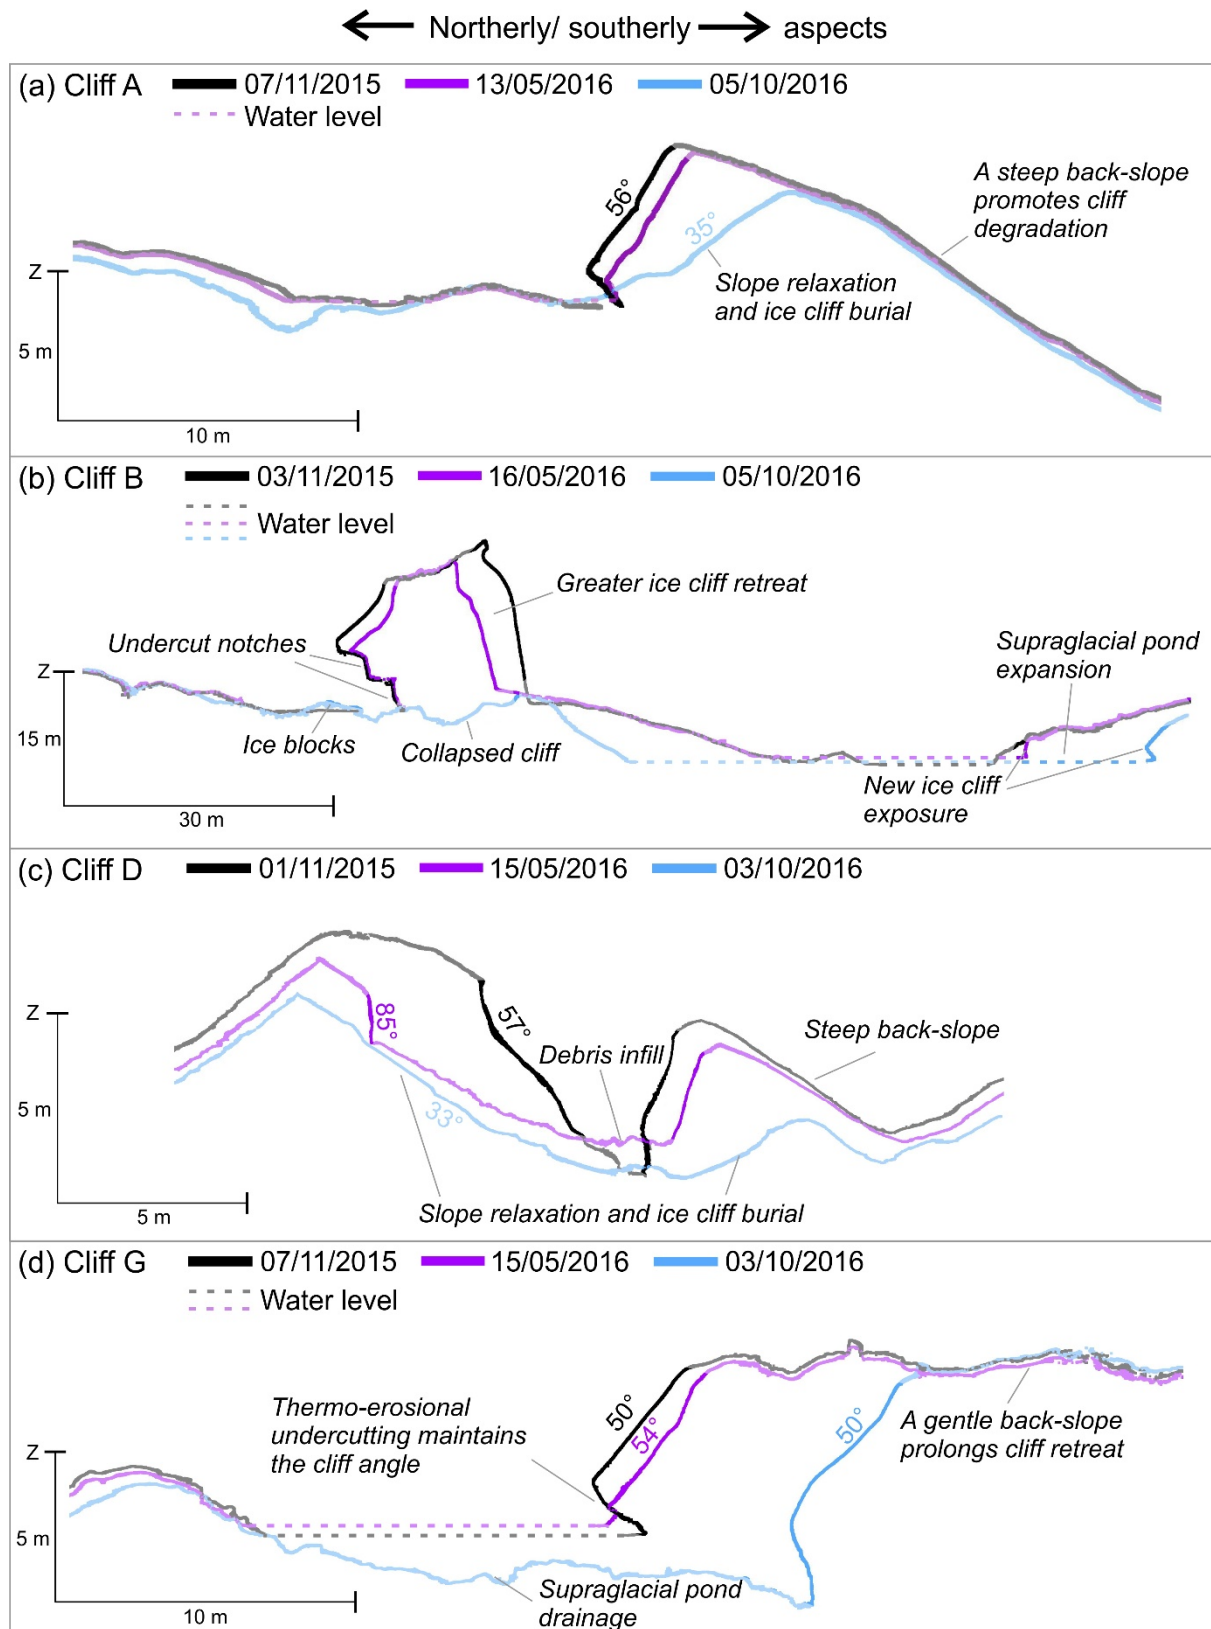 Northerly/ southerly aspects
(a) Cliff A 07/11/2015 13/05/2016 05/10/2016
Water level
A steep back-slope
promotes cliff
degradation
56°
35°
Slope relaxation
and ice cliff burial
Z
5 m
10 m
(b) Cliff B 03/11/2015 16/05/2016 05/10/2016
Water level
Greater ice cliff retreat
Undercut notches
Supraglacial pond
expansion
Z
15 m
Ice blocks
Collapsed cliff
New ice cliff
exposure
30 m
(c) Cliff D 01/11/2015 15/05/2016 03/10/2016
Z
85°
57°
Debris infill
Steep back-slope
5 m
33°
Slope relaxation and ice cliff burial
5 m
(d) Cliff G 07/11/2015 15/05/2016 03/10/2016
Water level
Thermo-erosional
undercutting maintains
the cliff angle
50°
54°
50°
A gentle back-slope
prolongs cliff retreat
Z
5 m
Supraglacial pond
drainage
10 m